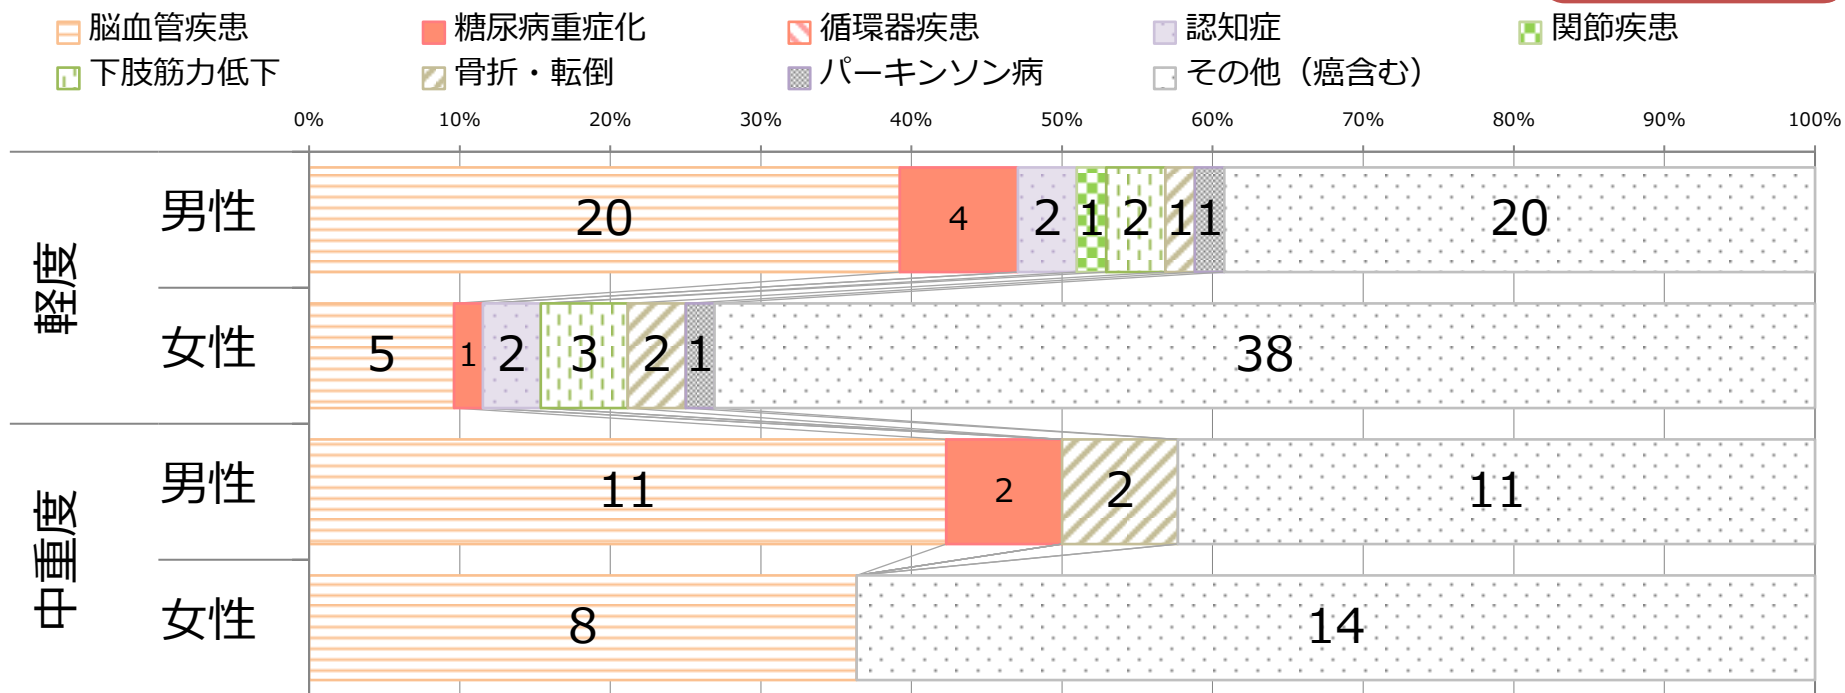 脳血管疾患 糖尿病重症化 循環器疾患 認知症 関節疾患
下肢筋力低下 骨折・転倒 パーキンソン病 その他（癌含む）
0% 10% 20% 30% 40% 50% 60% 70% 80% 90% 100%
軽度
男性 20 4 2 1 2 1 1 20
女性 5 1 2 3 2 1 38
中重度
男性 11 2 2 11
女性 8 14